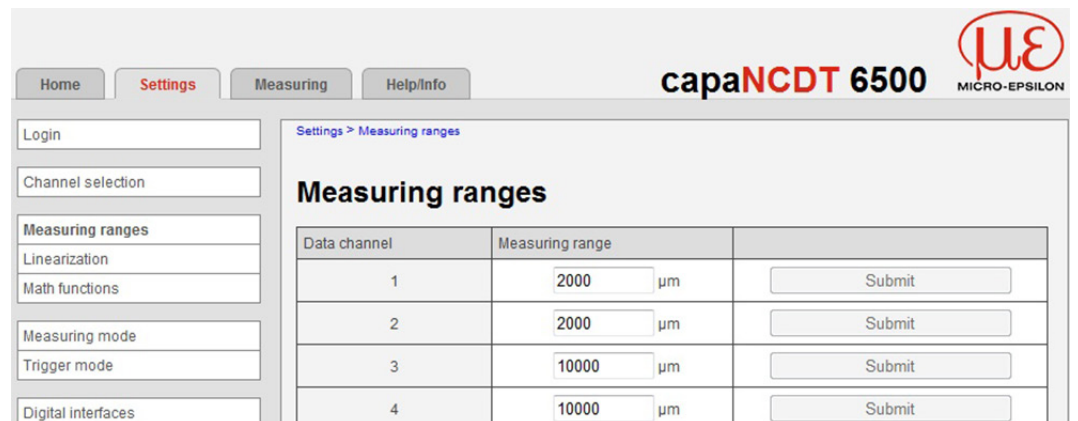 με
MICRO-EPSILON
capaNCDT 6500
Home Settings Measuring Help/Info
Login
Channel selection
Measuring ranges
Linearization
Math functions
Measuring mode
Trigger mode
Digital interfaces
Settings > Measuring ranges
Measuring ranges
Data channel Measuring range
1 2000 µm Submit
2 2000 µm Submit
3 10000 µm Submit
4 10000 µm Submit